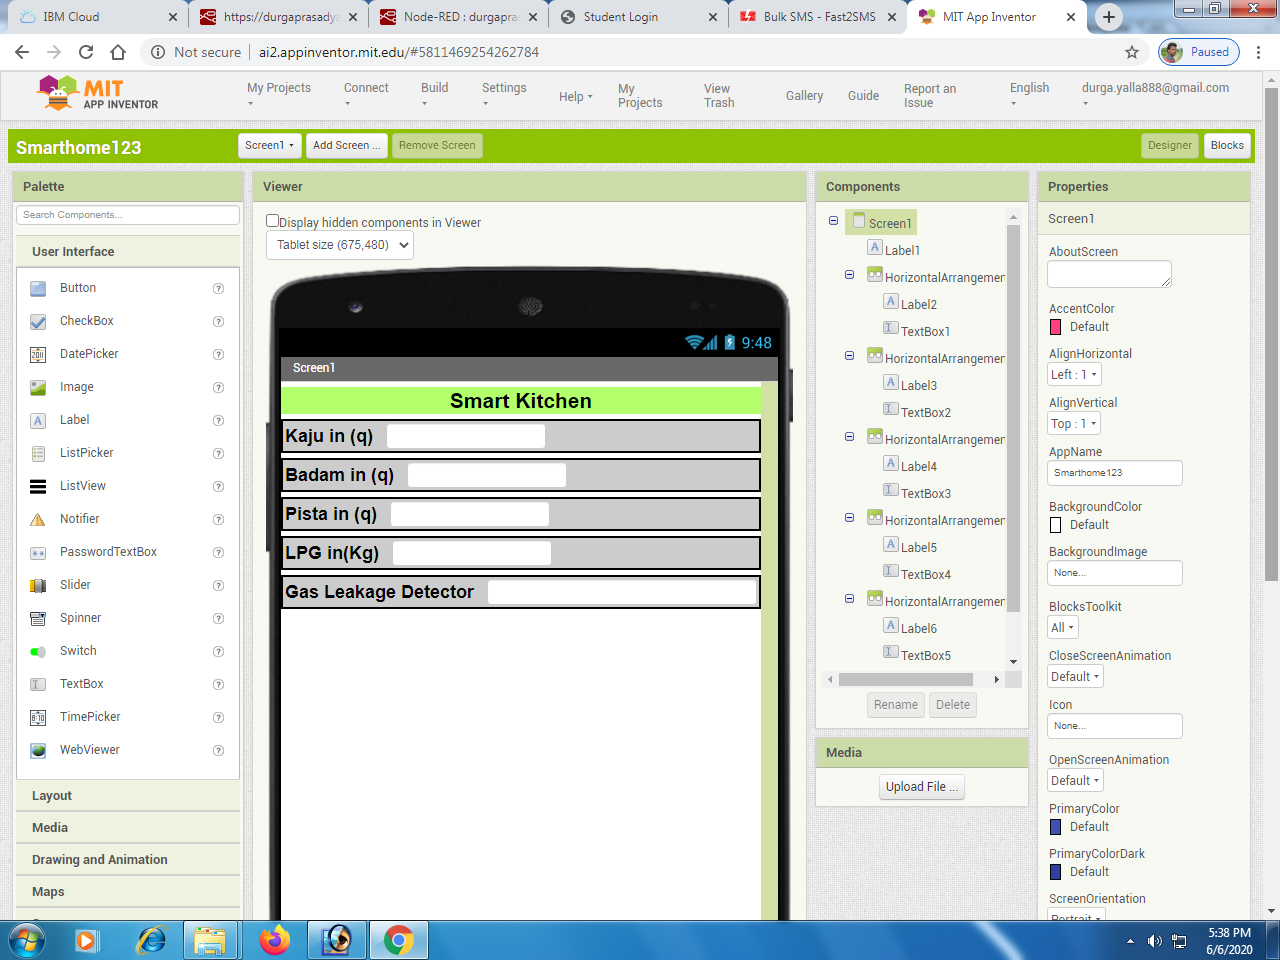 IBM Cloud
https://durgaprasadya
Node-RED : durgapra
Student Login
Bulk SMS - Fast2SMS
MIT App Inventor
Not secure
ai2.appinventor.mit.edu/#5811469254262784
Paused
MIT
APP INVENTOR
My Projects
Connect
Build
Settings
Help
My Projects
View Trash
Gallery
Guide
Report an Issue
English
durga.yalla888@gmail.com
Smarthome123
Screen1
Add Screen ...
Remove Screen
Designer
Blocks
Palette
Search Components...
User Interface
Button
CheckBox
DatePicker
Image
Label
ListPicker
ListView
Notifier
PasswordTextBox
Slider
Spinner
Switch
TextBox
TimePicker
WebViewer
Layout
Media
Drawing and Animation
Maps
Viewer
Display hidden components in Viewer
Tablet size (675,480)
9:48
Screen1
Smart Kitchen
Kaju in (q)
Badam in (q)
Pista in (q)
LPG in(Kg)
Gas Leakage Detector
Components
Screen1
Label1
HorizontalArrangemen
Label2
TextBox1
HorizontalArrangemen
Label3
TextBox2
HorizontalArrangemen
Label4
TextBox3
HorizontalArrangemen
Label5
TextBox4
HorizontalArrangemen
Label6
TextBox5
Rename
Delete
Media
Upload File ...
Properties
Screen1
AboutScreen
AccentColor
Default
AlignHorizontal
Left : 1
AlignVertical
Top : 1
AppName
Smarthome123
BackgroundColor
Default
BackgroundImage
None...
BlocksToolkit
All
CloseScreenAnimation
Default
Icon
None...
OpenScreenAnimation
Default
PrimaryColor
Default
PrimaryColorDark
Default
ScreenOrientation
Portrait
5:38 PM
6/6/2020